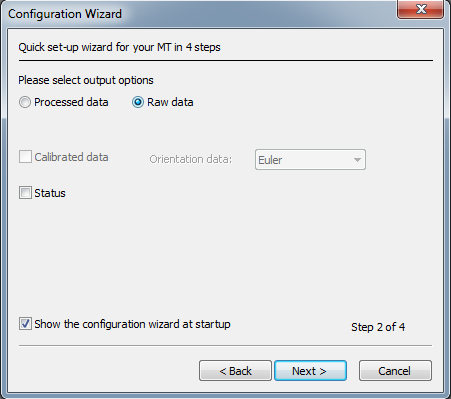 Configuration Wizard
Quick set-up wizard for your MT in 4 steps
Please select output options
Processed data Raw data
Calibrated data Orientation data: Euler
Status
Show the configuration wizard at startup Step 2 of 4
< Back Next > Cancel